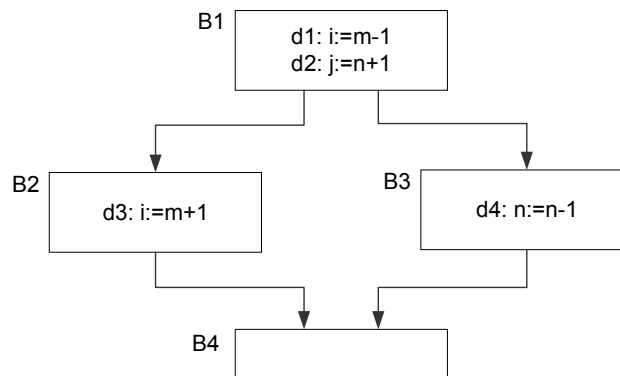 B1
d1: i:=m-1
d2: j:=n+1
B2
d3: i:=m+1
B3
d4: n:=n-1
B4